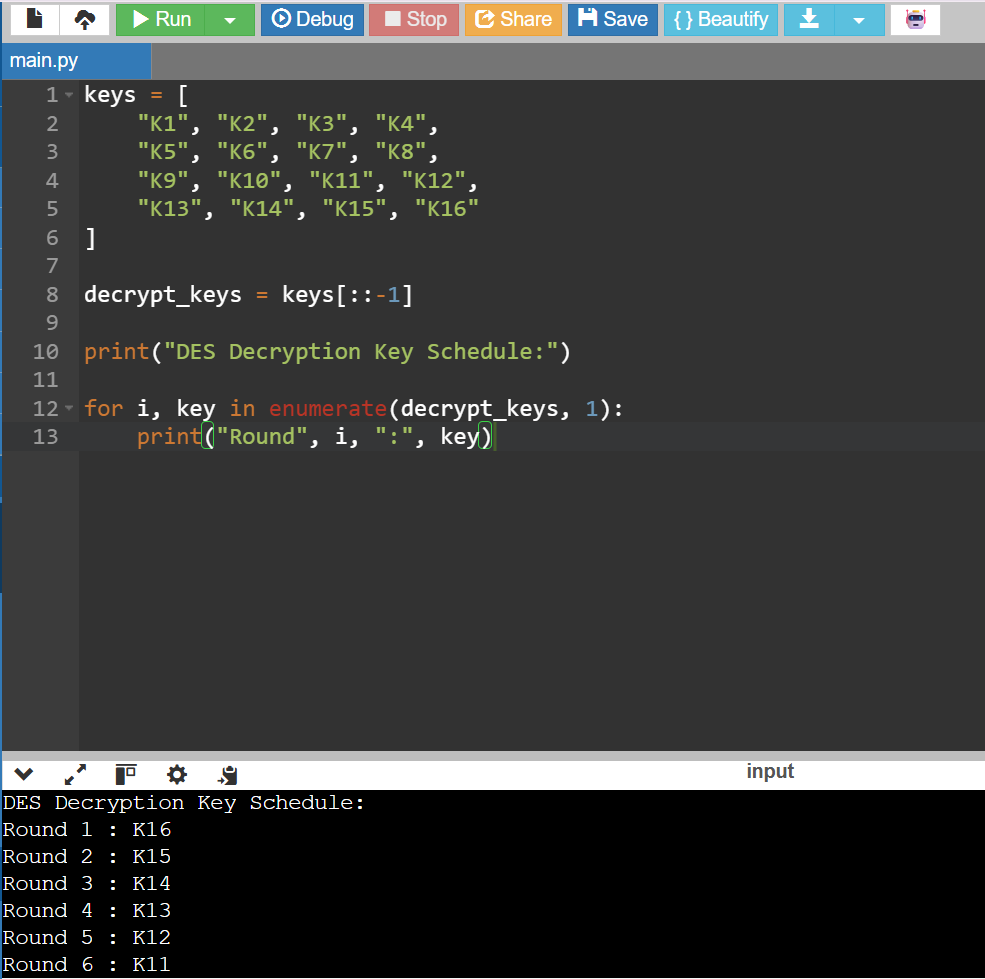 Run Debug Stop Share Save { } Beautify
main.py
1 keys = [
2     "K1", "K2", "K3", "K4",
3     "K5", "K6", "K7", "K8",
4     "K9", "K10", "K11", "K12",
5     "K13", "K14", "K15", "K16"
6 ]
7
8 decrypt_keys = keys[::-1]
9
10 print("DES Decryption Key Schedule:")
11
12 for i, key in enumerate(decrypt_keys, 1):
13     print("Round", i, ":", key)
input
DES Decryption Key Schedule:
Round 1 : K16
Round 2 : K15
Round 3 : K14
Round 4 : K13
Round 5 : K12
Round 6 : K11